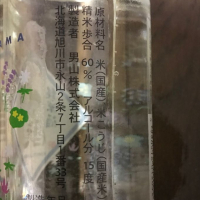 原材料名 米(国産)、米こうじ(国産米)
精米歩合 60% アルコール分 15度
製造者 男山株式会社
北海道旭川市永山2条7丁目1番33号
AMA